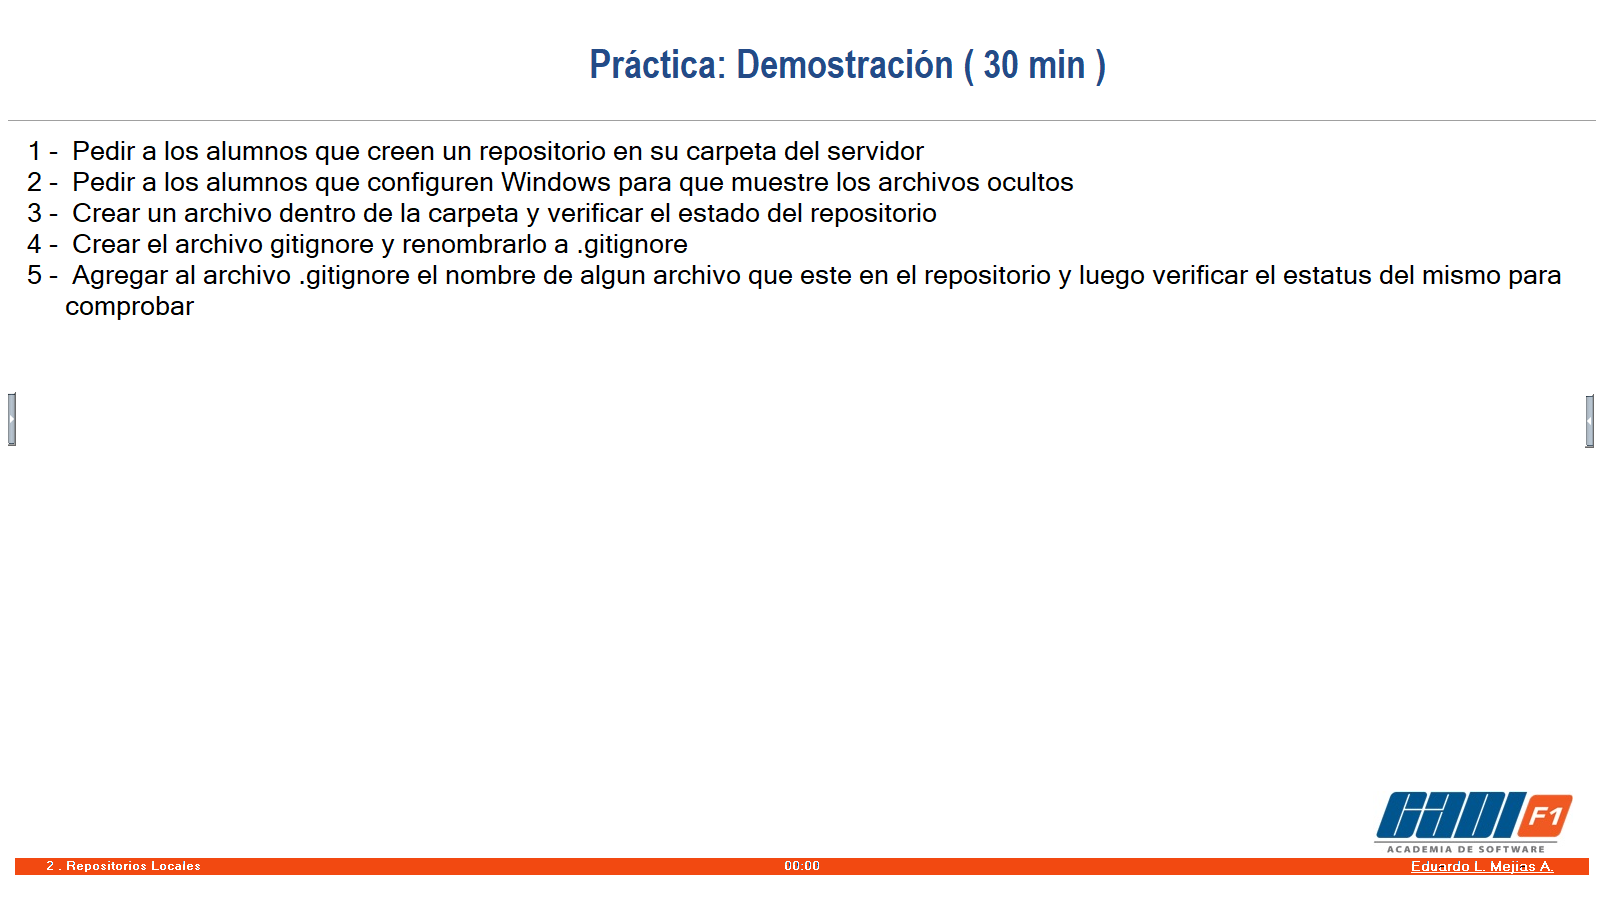 Práctica: Demostración ( 30 min )
1 - Pedir a los alumnos que creen un repositorio en su carpeta del servidor
2 - Pedir a los alumnos que configuren Windows para que muestre los archivos ocultos
3 - Crear un archivo dentro de la carpeta y verificar el estado del repositorio
4 - Crear el archivo gitignore y renombrarlo a .gitignore
5 - Agregar al archivo .gitignore el nombre de algun archivo que este en el repositorio y luego verificar el estatus del mismo para
comprobar
CADI F1
ACADEMIA DE SOFTWARE
2 . Repositorios Locales 00:00 Eduardo L. Mejias A.